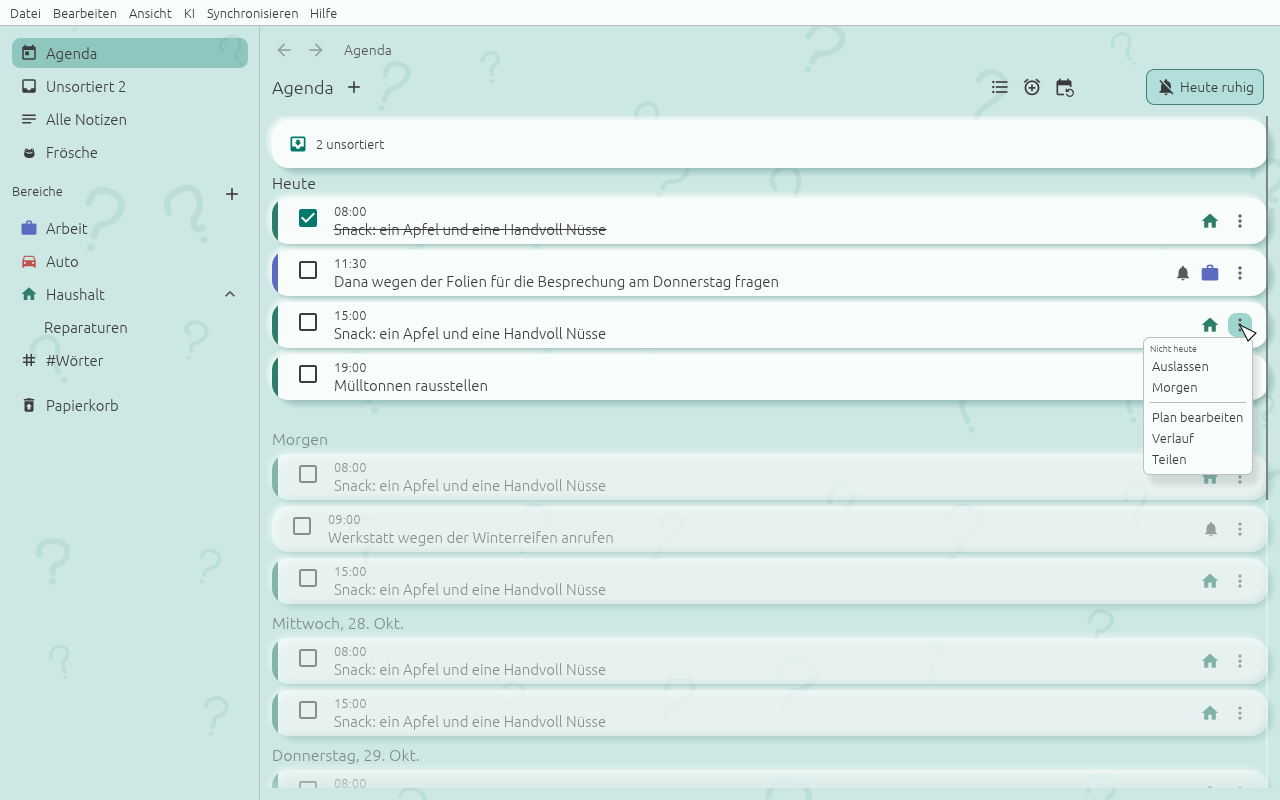 Datei Bearbeiten Ansicht KI Synchronisieren Hilfe
Agenda
Unsortiert 2
Alle Notizen
Frösche
Bereiche
Arbeit
Auto
Haushalt
Reparaturen
#Wörter
Papierkorb
Agenda
Agenda
Heute ruhig
2 unsortiert
Heute
08:00
Snack: ein Apfel und eine Handvoll Nüsse
11:30
Dana wegen der Folien für die Besprechung am Donnerstag fragen
15:00
Snack: ein Apfel und eine Handvoll Nüsse
19:00
Mülltonnen rausstellen
Nicht heute
Auslassen
Morgen
Plan bearbeiten
Verlauf
Teilen
Morgen
08:00
Snack: ein Apfel und eine Handvoll Nüsse
09:00
Werkstatt wegen der Winterreifen anrufen
15:00
Snack: ein Apfel und eine Handvoll Nüsse
Mittwoch, 28. Okt.
08:00
Snack: ein Apfel und eine Handvoll Nüsse
15:00
Snack: ein Apfel und eine Handvoll Nüsse
Donnerstag, 29. Okt.
08:00